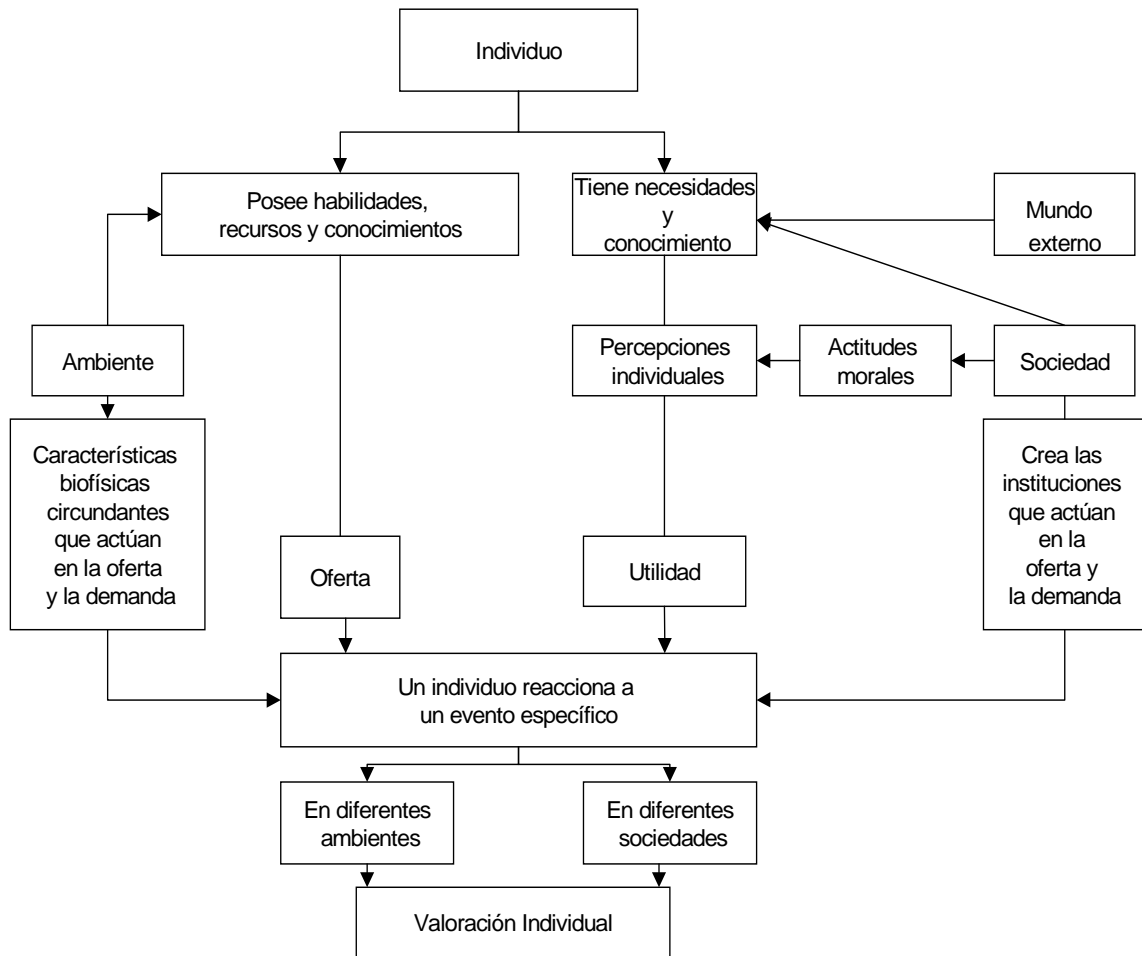 Individuo
Posee habilidades,
recursos y conocimientos
Tiene necesidades
y
conocimiento
Mundo
externo
Ambiente
Percepciones
individuales
Actitudes
morales
Sociedad
Características
biofísicas
circundantes
que actúan
en la oferta
y la demanda
Crea las
instituciones
que actúan
en la
oferta y
la demanda
Oferta
Utilidad
Un individuo reacciona a
un evento específico
En diferentes
ambientes
En diferentes
sociedades
Valoración Individual